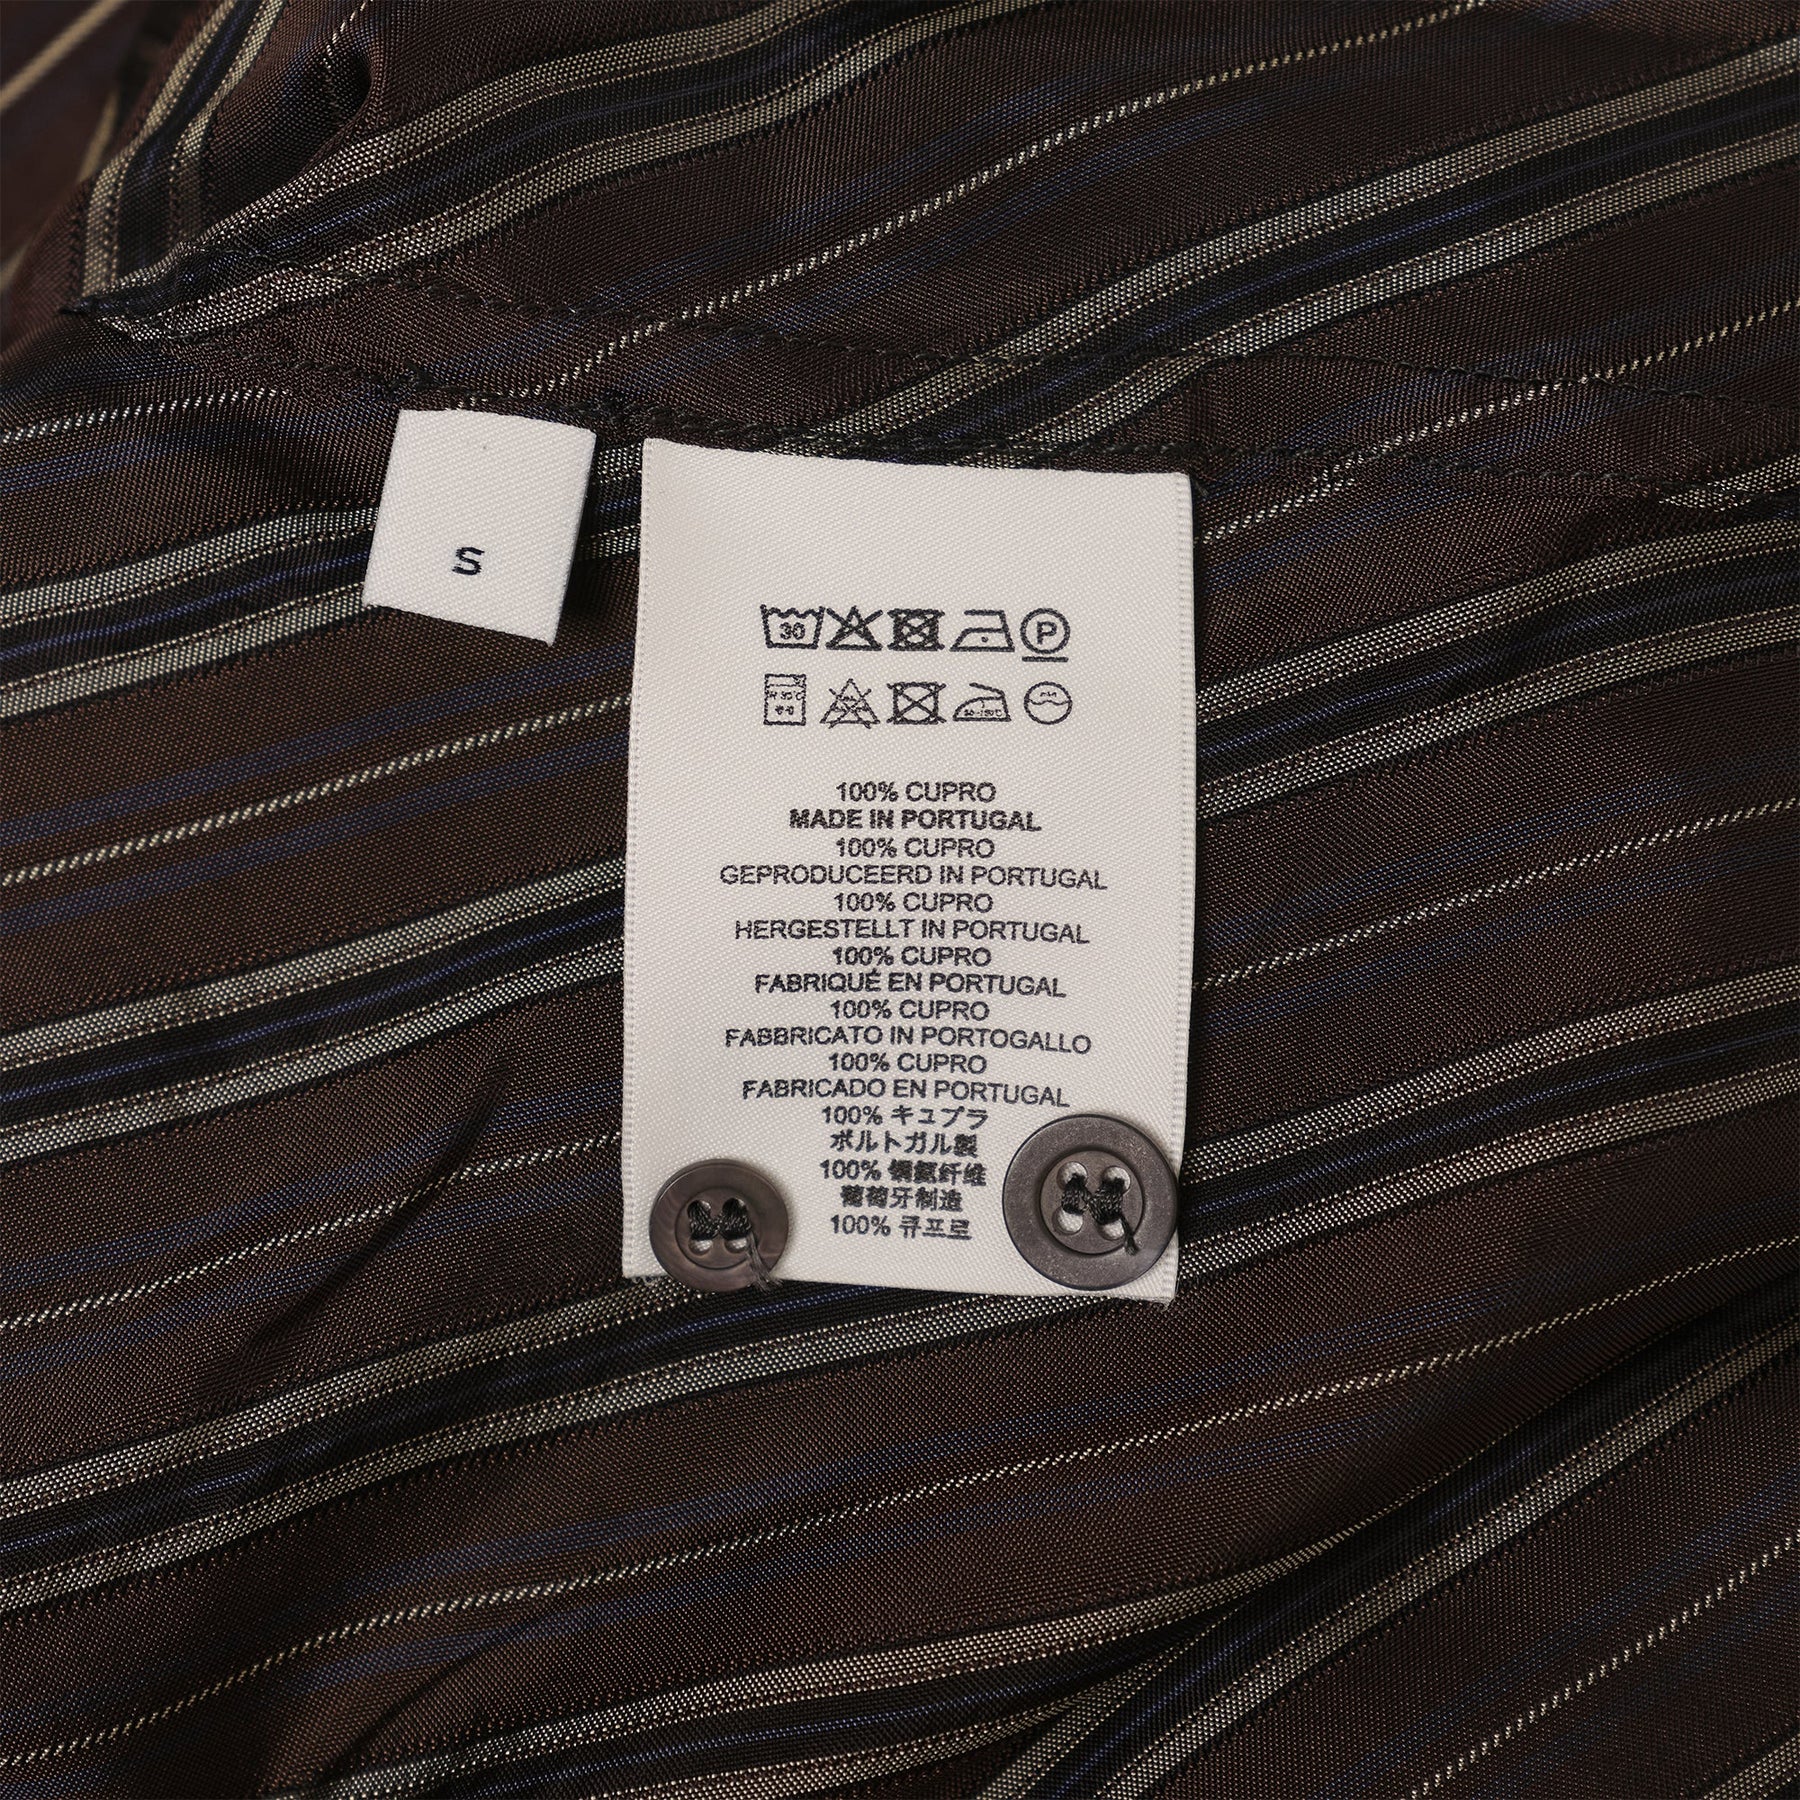 S
30
P
100% CUPRO
MADE IN PORTUGAL
100% CUPRO
GEPRODUCEERD IN PORTUGAL
100% CUPRO
HERGESTELLT IN PORTUGAL
100% CUPRO
FABRIQUÉ EN PORTUGAL
100% CUPRO
FABBRICATO IN PORTOGALLO
100% CUPRO
FABRICADO EN PORTUGAL
100% キュプラ
ポルトガル製
100% 铜氨纤维
葡萄牙制造
100% 큐프로